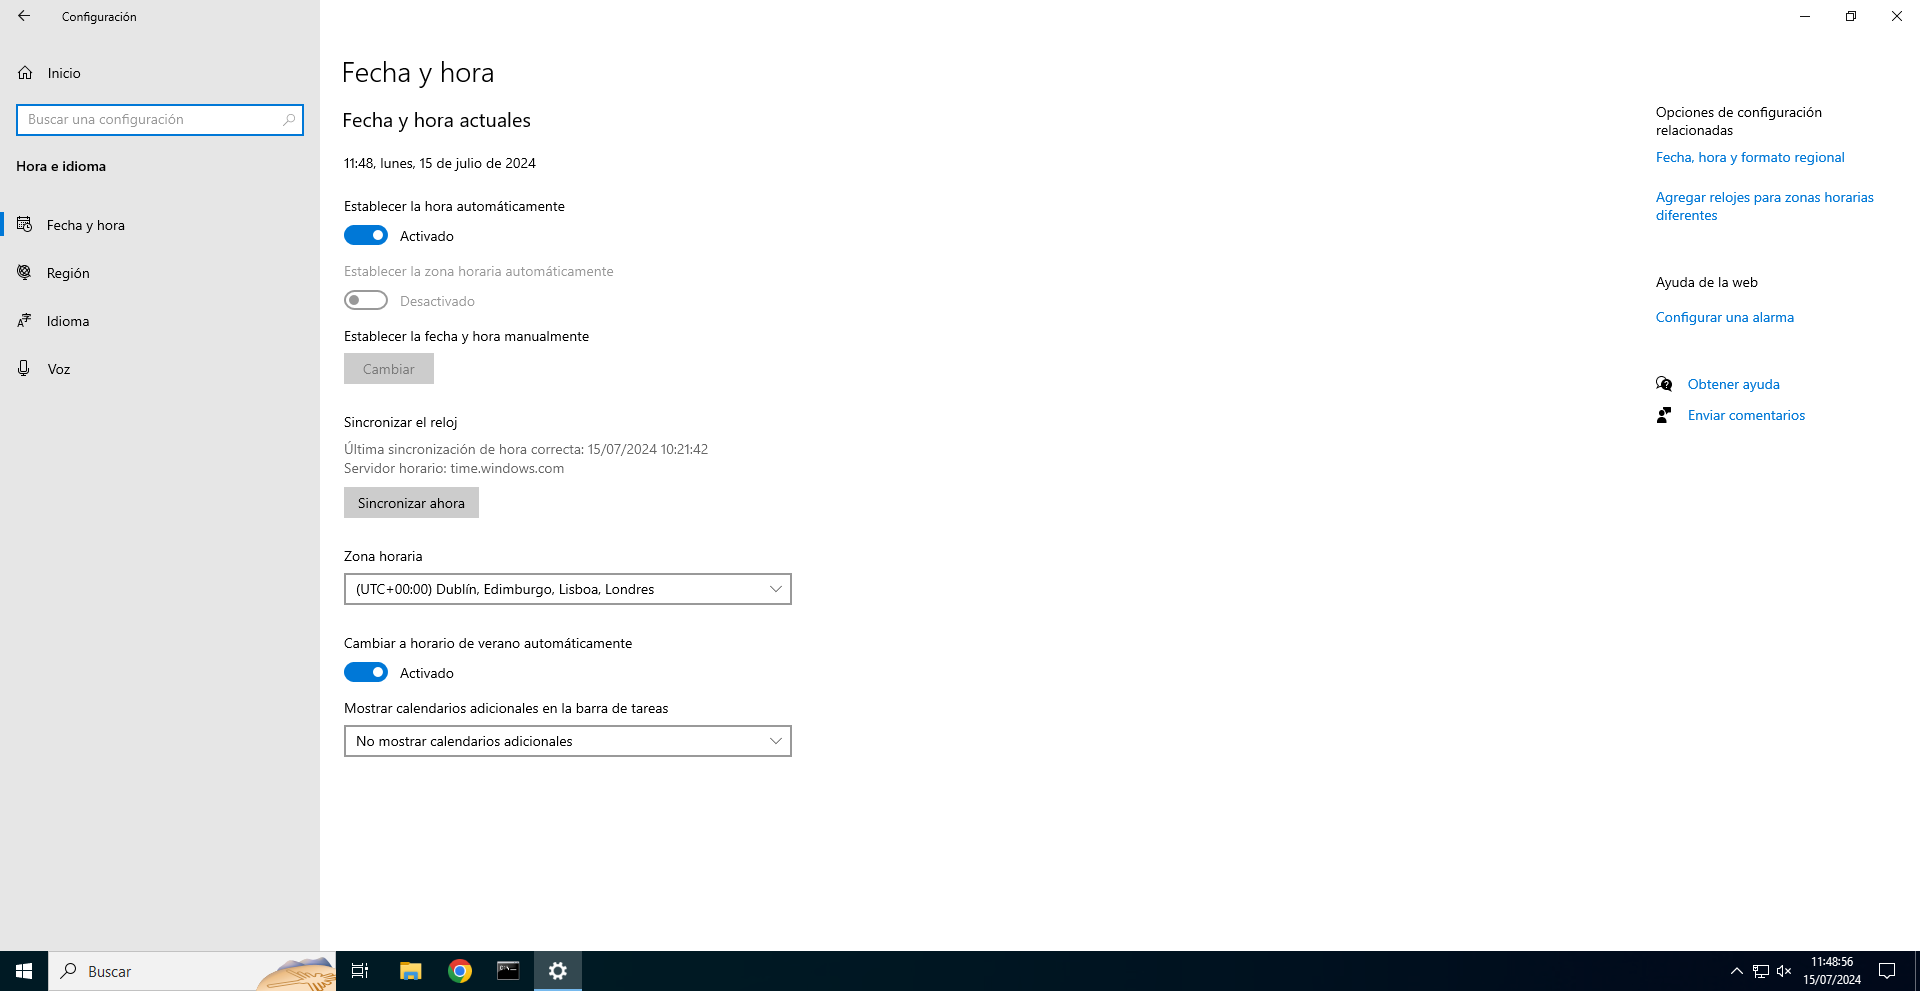 Configuración
Inicio
Buscar una configuración
Hora e idioma
Fecha y hora
Región
Idioma
Voz
Fecha y hora
Fecha y hora actuales
11:48, lunes, 15 de julio de 2024
Establecer la hora automáticamente
Activado
Establecer la zona horaria automáticamente
Desactivado
Establecer la fecha y hora manualmente
Cambiar
Sincronizar el reloj
Última sincronización de hora correcta: 15/07/2024 10:21:42
Servidor horario: time.windows.com
Sincronizar ahora
Zona horaria
(UTC+00:00) Dublín, Edimburgo, Lisboa, Londres
Cambiar a horario de verano automáticamente
Activado
Mostrar calendarios adicionales en la barra de tareas
No mostrar calendarios adicionales
Opciones de configuración
relacionadas
Fecha, hora y formato regional
Agregar relojes para zonas horarias
diferentes
Ayuda de la web
Configurar una alarma
Obtener ayuda
Enviar comentarios
Buscar
11:48:56
15/07/2024